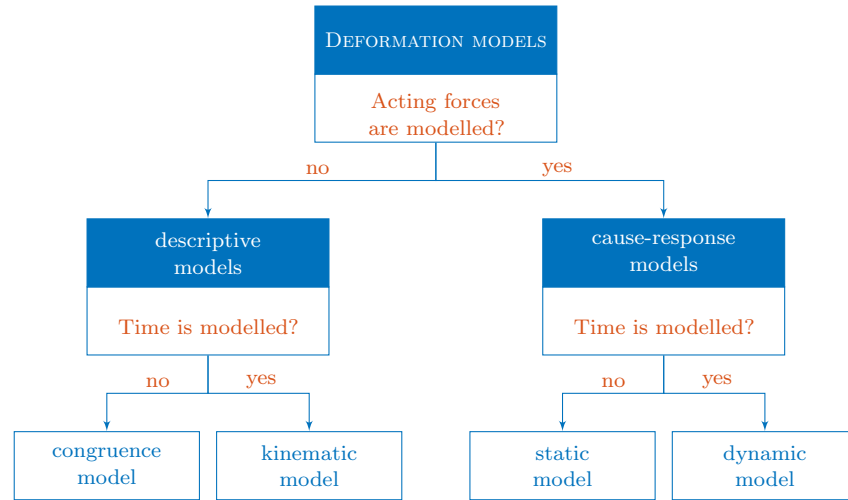 DEFORMATION MODELS
Acting forces
are modelled?
no
yes
descriptive
models
cause-response
models
Time is modelled?
Time is modelled?
no
yes
no
yes
congruence
model
kinematic
model
static
model
dynamic
model